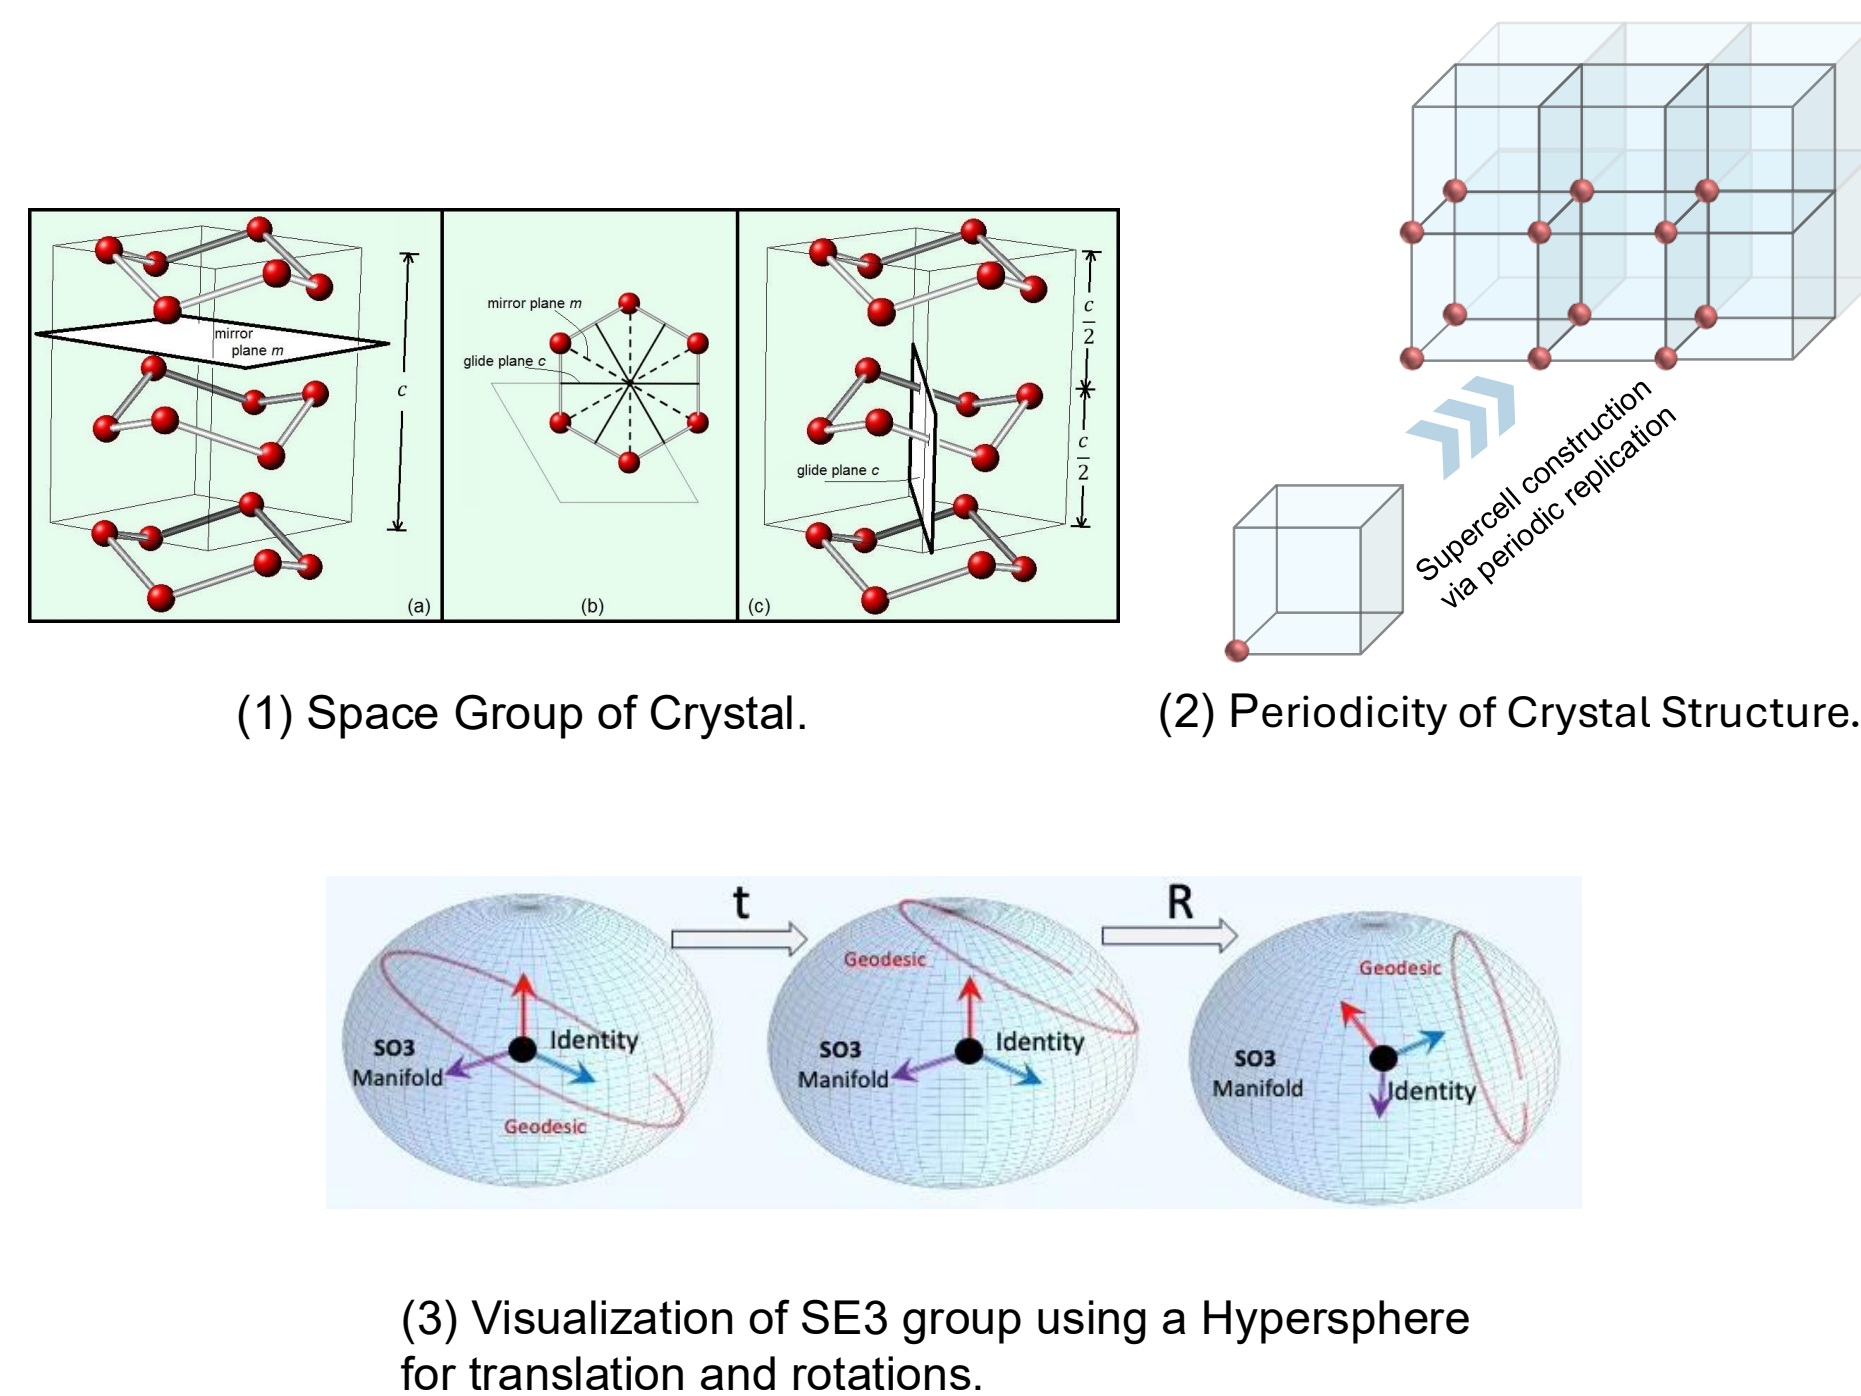 mirror
plane m
c
(a)
mirror plane m
glide plane c
(b)
c
2
c
2
glide plane c
(c)
Supercell construction
via periodic replication
(1) Space Group of Crystal.
(2) Periodicity of Crystal Structure.
t
R
Geodesic
Geodesic
Identity
SO3
Manifold
Geodesic
Identity
SO3
Manifold
SO3
Manifold
Identity
(3) Visualization of SE3 group using a Hypersphere
for translation and rotations.